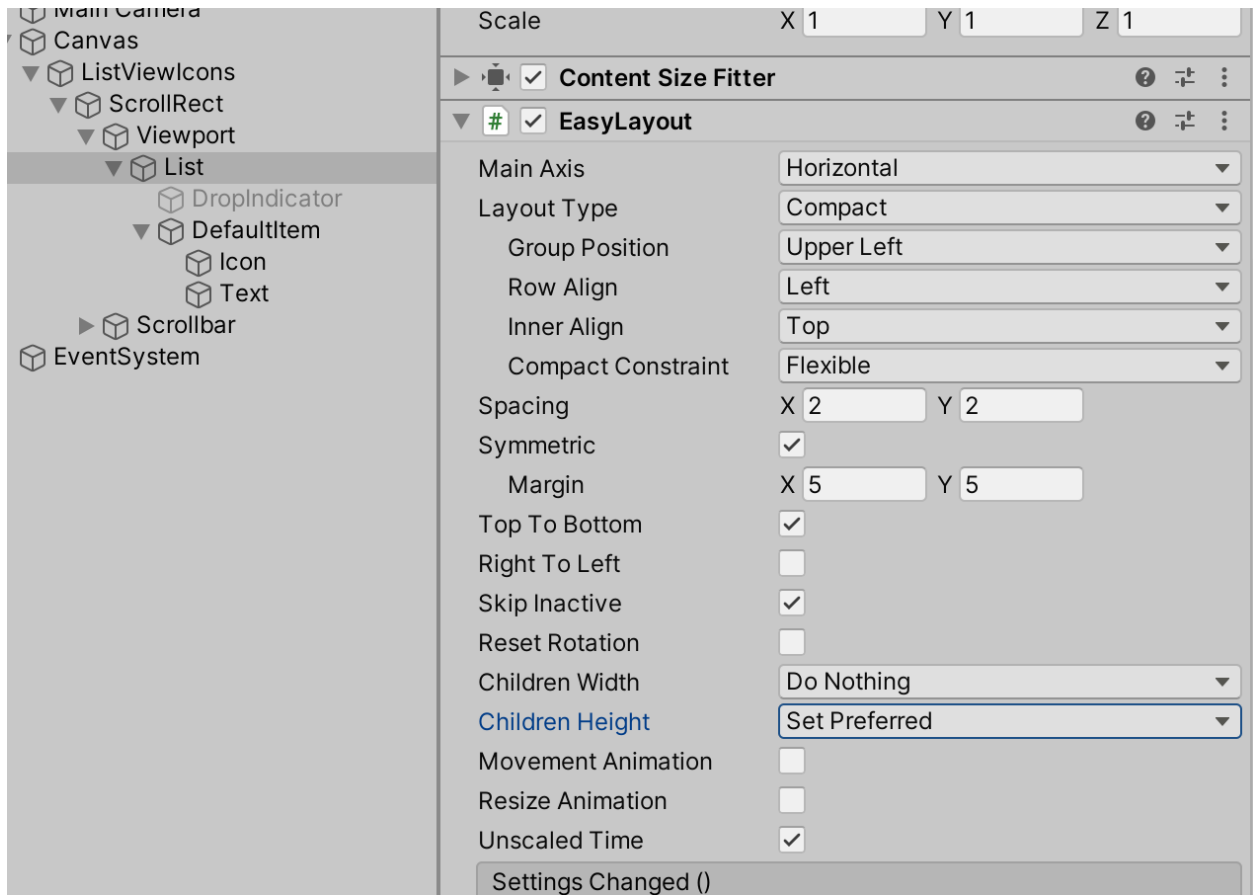 Main Camera
Canvas
ListViewIcons
ScrollRect
Viewport
List
DropIndicator
DefaultItem
Icon
Text
Scrollbar
EventSystem
Scale X 1 Y 1 Z 1
Content Size Fitter
# EasyLayout
Main Axis Horizontal
Layout Type Compact
Group Position Upper Left
Row Align Left
Inner Align Top
Compact Constraint Flexible
Spacing X 2 Y 2
Symmetric
Margin X 5 Y 5
Top To Bottom
Right To Left
Skip Inactive
Reset Rotation
Children Width Do Nothing
Children Height Set Preferred
Movement Animation
Resize Animation
Unscaled Time
Settings Changed ()